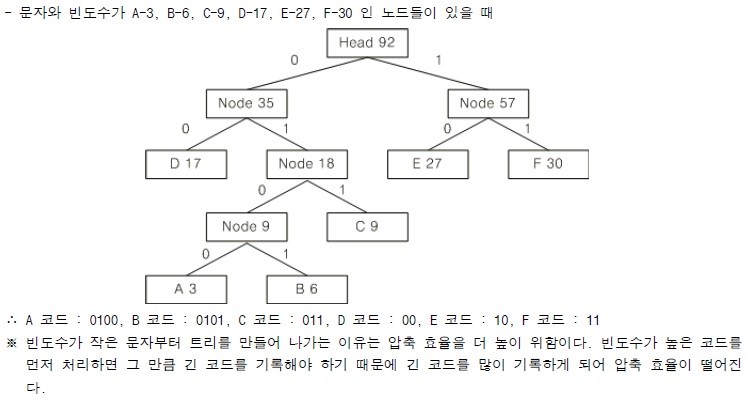 - 문자와 빈도수가 A-3, B-6, C-9, D-17, E-27, F-30 인 노드들이 있을 때
Head 92
0 1
Node 35 Node 57
0 1 0 1
D 17 Node 18 E 27 F 30
0 1
Node 9 C 9
0 1
A 3 B 6
∴ A 코드 : 0100, B 코드 : 0101, C 코드 : 011, D 코드 : 00, E 코드 : 10, F 코드 : 11
※ 빈도수가 작은 문자부터 트리를 만들어 나가는 이유는 압축 효율을 더 높이 위함이다. 빈도수가 높은 코드를
먼저 처리하면 그 만큼 긴 코드를 기록해야 하기 때문에 긴 코드를 많이 기록하게 되어 압축 효율이 떨어진
다.